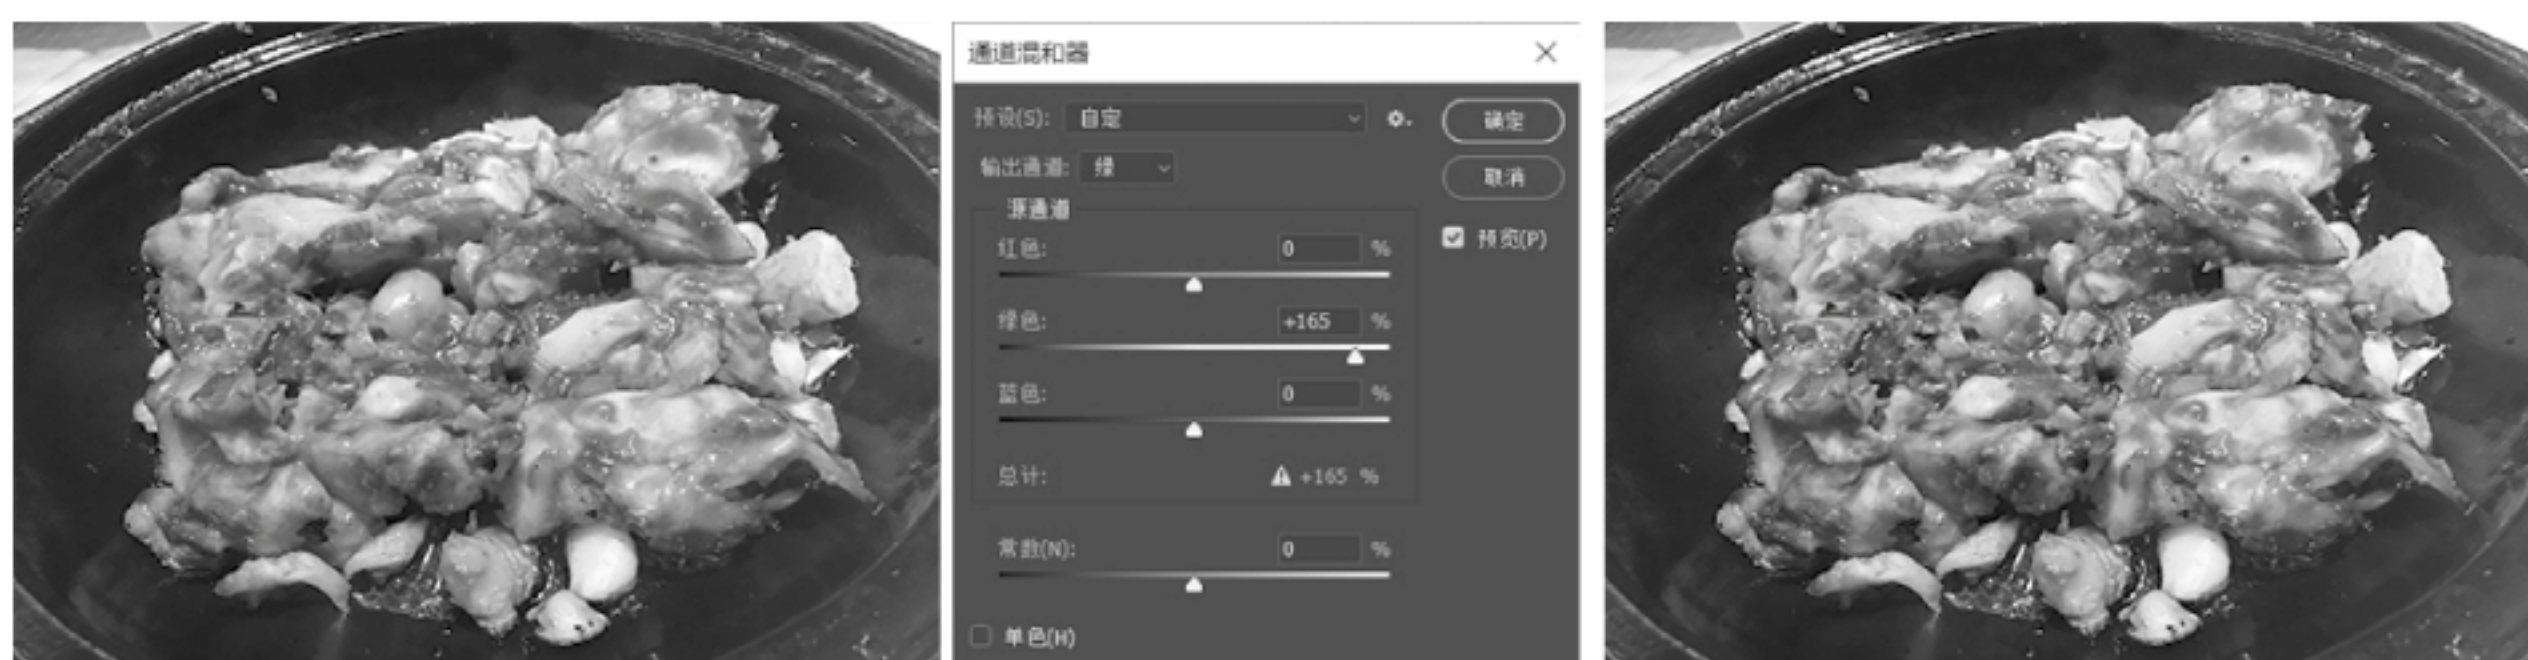 通道混和器
预设(S): 自定
确定
输出通道: 绿
取消
源通道
预览(P)
红色: 0 %
绿色: +165 %
蓝色: 0 %
总计: +165 %
常数(N): 0 %
单色(H)